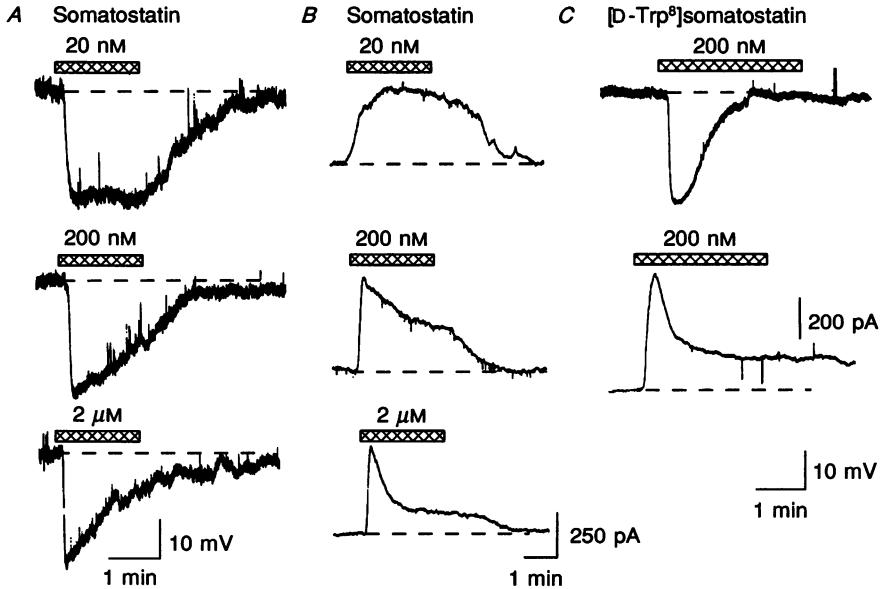 A Somatostatin
20 nM
200 nM
2 μM
10 mV
1 min
B Somatostatin
20 nM
200 nM
2 μM
250 pA
1 min
C [D-Trp⁸]somatostatin
200 nM
200 nM
200 pA
10 mV
1 min